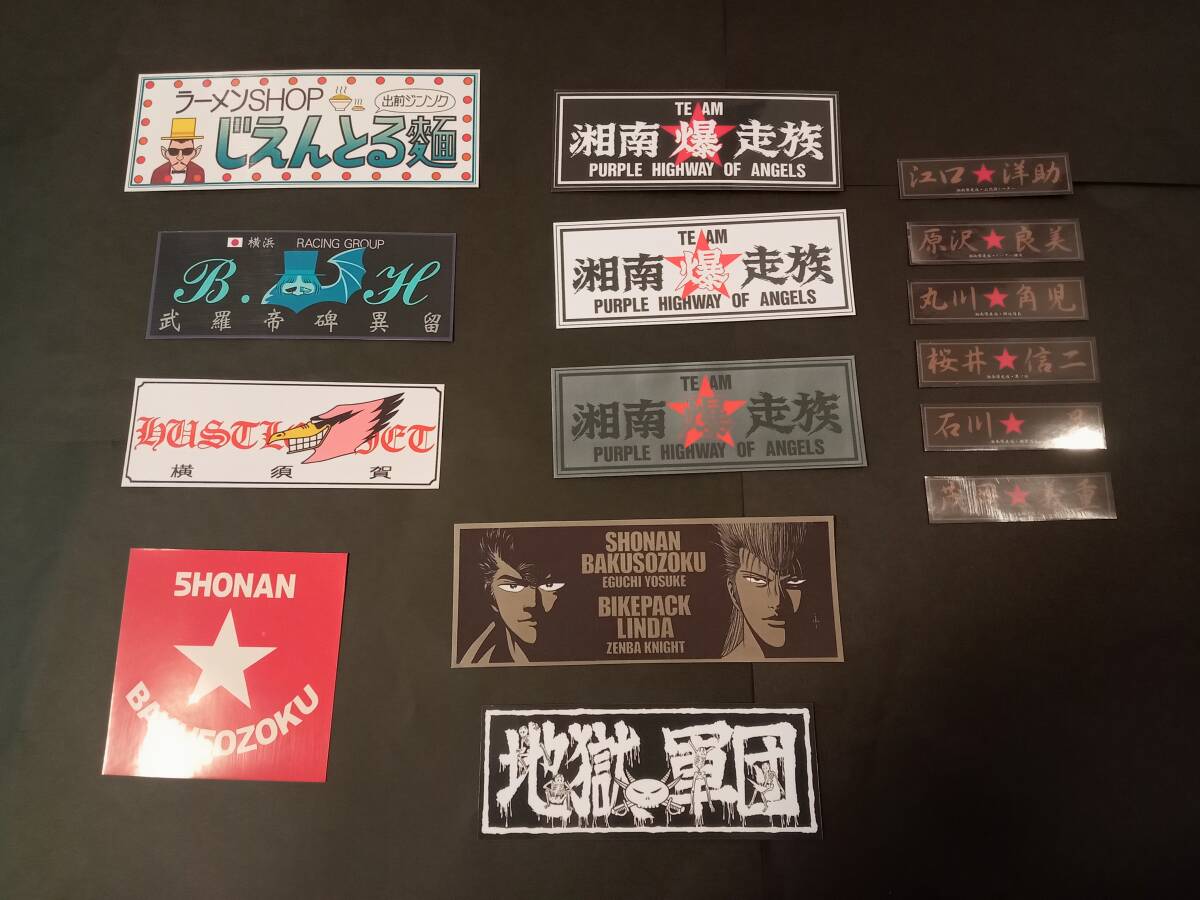 ラーメンSHOP
出前ジンソク
じえんとる麺
横浜 RACING GROUP
B. H
武羅帝碑異留
HUSTL JET
横須賀
5HONAN
BAKUSOZOKU
TEAM
湘南爆走族
PURPLE HIGHWAY OF ANGELS
TEAM
湘南爆走族
PURPLE HIGHWAY OF ANGELS
TEAM
湘南爆走族
PURPLE HIGHWAY OF ANGELS
SHONAN
BAKUSOZOKU
EGUCHI YOSUKE
BIKEPACK
LINDA
ZENBA KNIGHT
地獄軍団
江口★洋助
原沢★良美
丸川★角児
桜井★信二
石川★
茂岡★義重